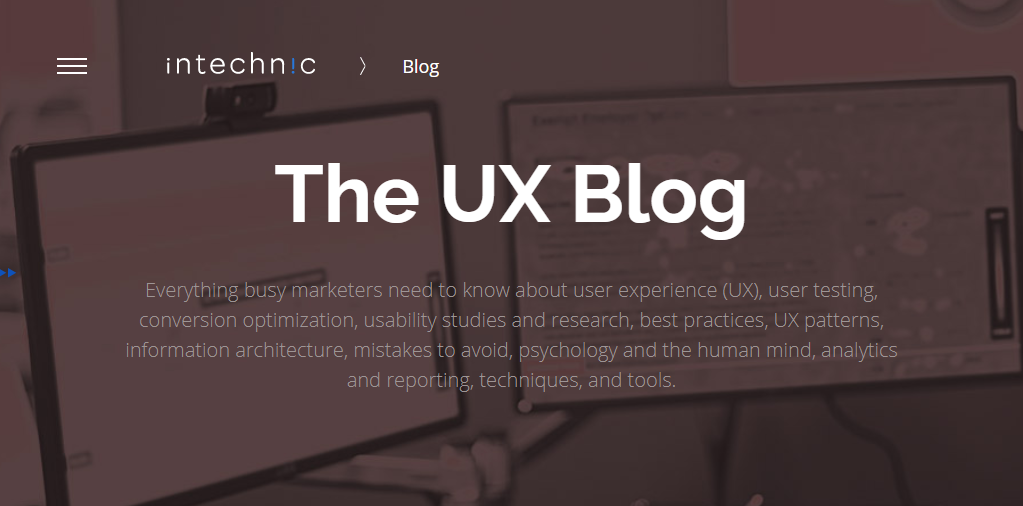 intechnic 〉 Blog
The UX Blog
Everything busy marketers need to know about user experience (UX), user testing,
conversion optimization, usability studies and research, best practices, UX patterns,
information architecture, mistakes to avoid, psychology and the human mind, analytics
and reporting, techniques, and tools.